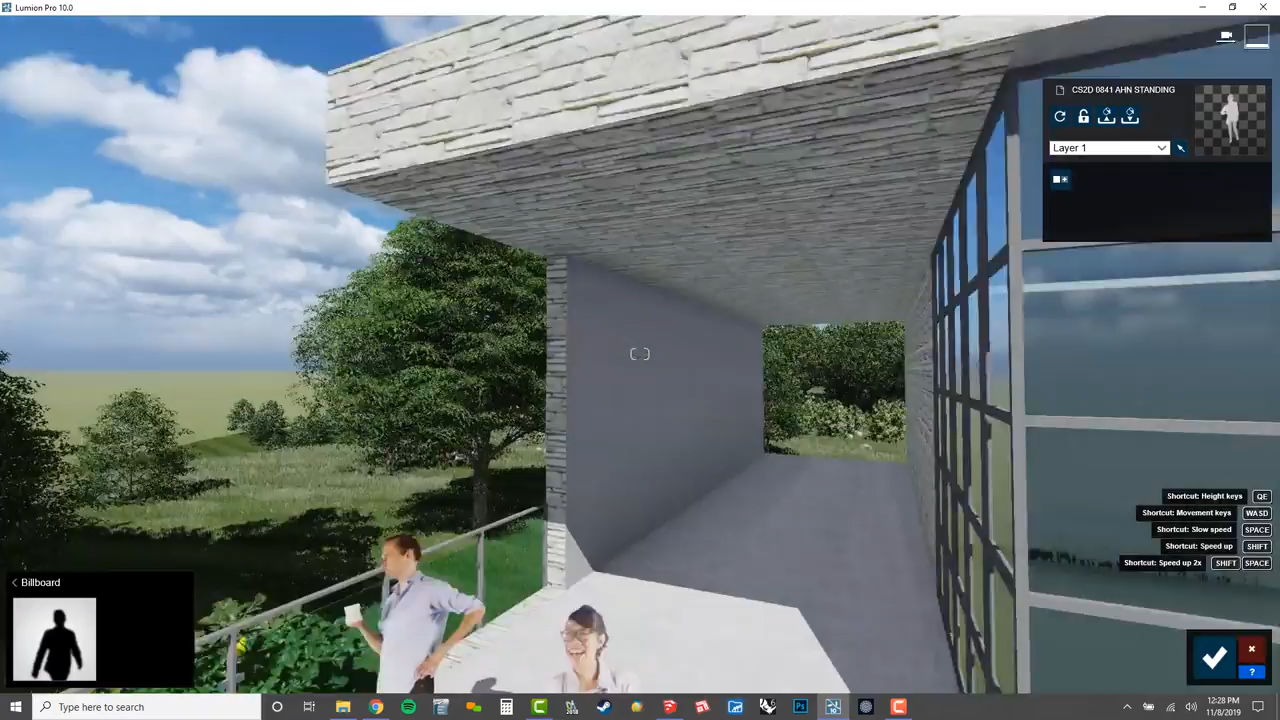 Lumion Pro 10.0
CS2D 0841 AHN STANDING
Layer 1
Shortcut: Height keys QE
Shortcut: Movement keys WASD
Shortcut: Slow speed SPACE
Shortcut: Speed up SHIFT
Shortcut: Speed up 2x SHIFT SPACE
Billboard
?
Type here to search
12:28 PM
11/8/2019